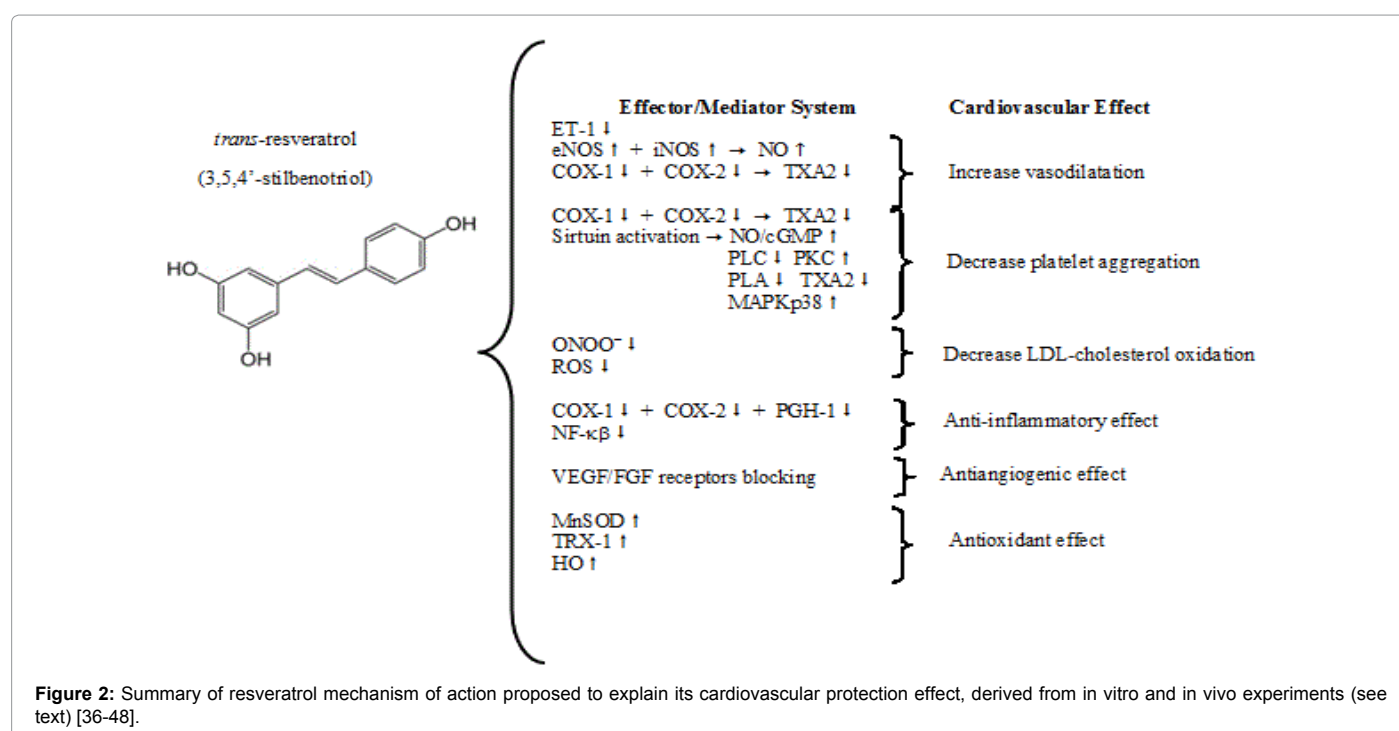 trans-resveratrol
(3,5,4'-stilbenotriol)
OH
HO
OH
Effector/Mediator System
Cardiovascular Effect
ET-1 ↓
eNOS ↑ + iNOS ↑ → NO ↑
COX-1 ↓ + COX-2 ↓ → TXA2 ↓
Increase vasodilatation
COX-1 ↓ + COX-2 ↓ → TXA2 ↓
Sirtuin activation → NO/cGMP ↑
PLC ↓ PKC ↑
PLA ↓ TXA2 ↓
MAPKp38 ↑
Decrease platelet aggregation
ONOO⁻ ↓
ROS ↓
Decrease LDL-cholesterol oxidation
COX-1 ↓ + COX-2 ↓ + PGH-1 ↓
NF-κβ ↓
Anti-inflammatory effect
VEGF/FGF receptors blocking
Antiangiogenic effect
MnSOD ↑
TRX-1 ↑
HO ↑
Antioxidant effect
Figure 2: Summary of resveratrol mechanism of action proposed to explain its cardiovascular protection effect, derived from in vitro and in vivo experiments (see
text) [36-48].